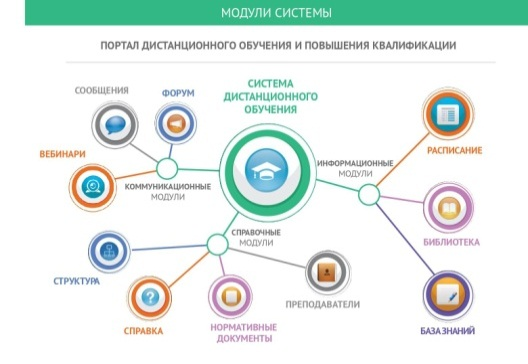 МОДУЛИ СИСТЕМЫ
ПОРТАЛ ДИСТАНЦИОННОГО ОБУЧЕНИЯ И ПОВЫШЕНИЯ КВАЛИФИКАЦИИ
СИСТЕМА
ДИСТАНЦИОННОГО
ОБУЧЕНИЯ
СООБЩЕНИЯ
ФОРУМ
ВЕБИНАРИ
КОММУНИКАЦИОННЫЕ
МОДУЛИ
ИНФОРМАЦИОННЫЕ
МОДУЛИ
РАСПИСАНИЕ
БИБЛИОТЕКА
БАЗА ЗНАНИЙ
СПРАВОЧНЫЕ
МОДУЛИ
СТРУКТУРА
СПРАВКА
НОРМАТИВНЫЕ
ДОКУМЕНТЫ
ПРЕПОДАВАТЕЛИ